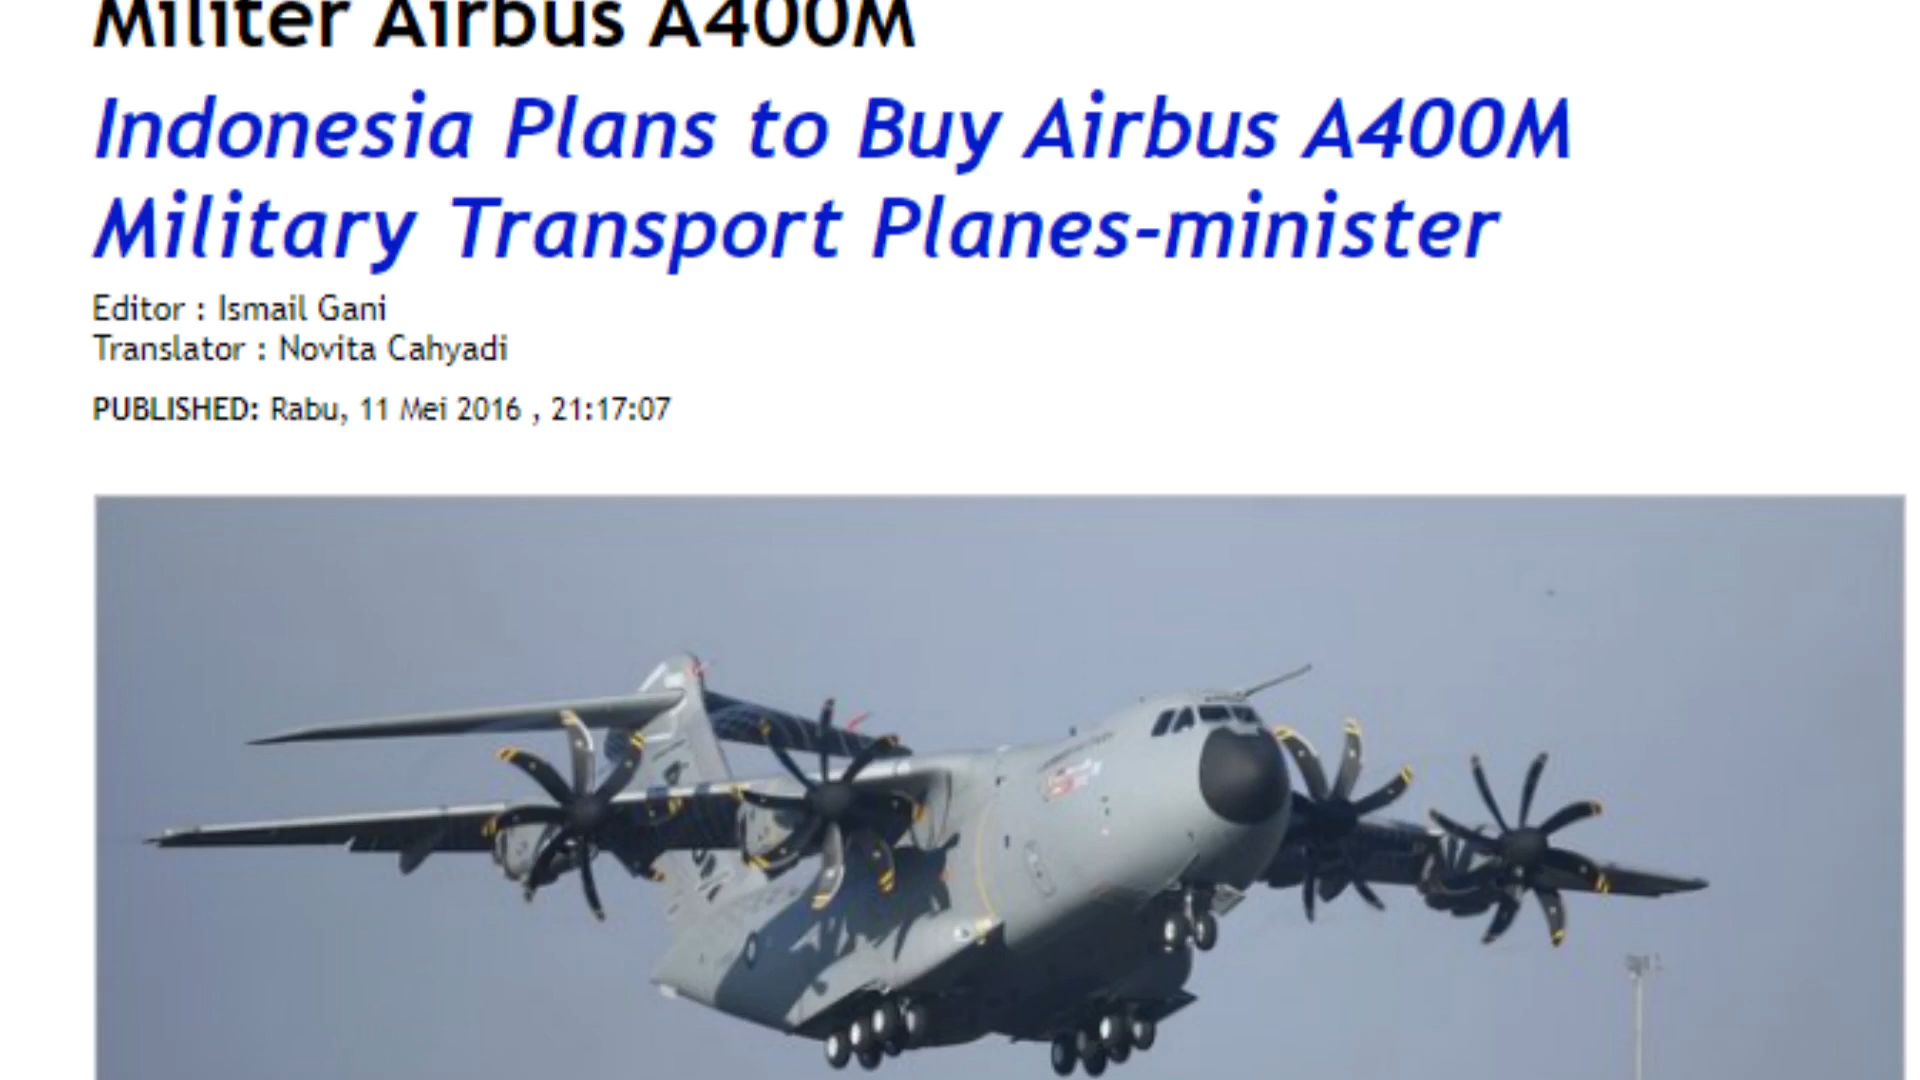 Militer Airbus A400M
Indonesia Plans to Buy Airbus A400M
Military Transport Planes-minister
Editor : Ismail Gani
Translator : Novita Cahyadi
PUBLISHED: Rabu, 11 Mei 2016 , 21:17:07